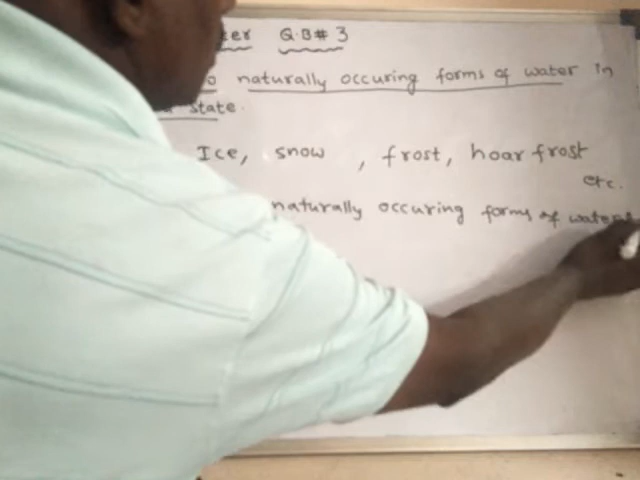 Q.B# 3
naturally occuring forms of water in
state.
Ice, snow, frost, hoar frost
etc.
naturally occuring forms of water